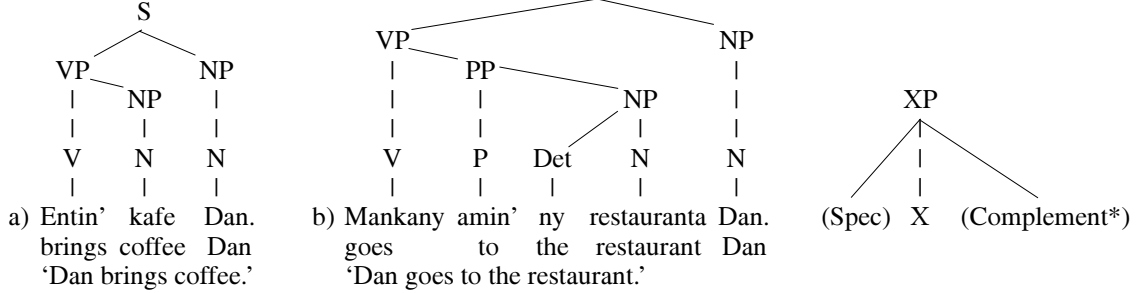 S
VP NP
NP
V N N
a) Entin’ kafe Dan.
brings coffee Dan
‘Dan brings coffee.’
VP NP
PP
NP
V P Det N N
b) Mankany amin’ ny restauranta Dan.
goes to the restaurant Dan
‘Dan goes to the restaurant.’
XP
(Spec) X (Complement*)